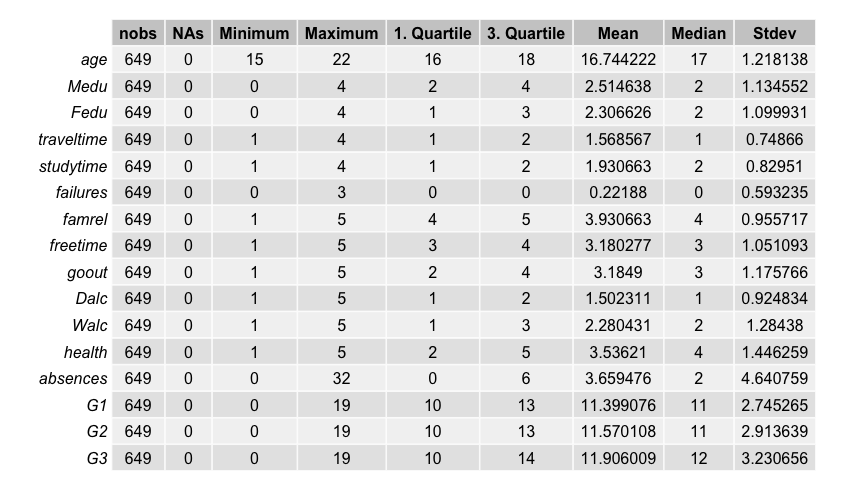 nobs NAs Minimum Maximum 1. Quartile 3. Quartile Mean Median Stdev
age 649 0 15 22 16 18 16.744222 17 1.218138
Medu 649 0 0 4 2 4 2.514638 2 1.134552
Fedu 649 0 0 4 1 3 2.306626 2 1.099931
traveltime 649 0 1 4 1 2 1.568567 1 0.74866
studytime 649 0 1 4 1 2 1.930663 2 0.82951
failures 649 0 0 3 0 0 0.22188 0 0.593235
famrel 649 0 1 5 4 5 3.930663 4 0.955717
freetime 649 0 1 5 3 4 3.180277 3 1.051093
goout 649 0 1 5 2 4 3.1849 3 1.175766
Dalc 649 0 1 5 1 2 1.502311 1 0.924834
Walc 649 0 1 5 1 3 2.280431 2 1.28438
health 649 0 1 5 2 5 3.53621 4 1.446259
absences 649 0 0 32 0 6 3.659476 2 4.640759
G1 649 0 0 19 10 13 11.399076 11 2.745265
G2 649 0 0 19 10 13 11.570108 11 2.913639
G3 649 0 0 19 10 14 11.906009 12 3.230656